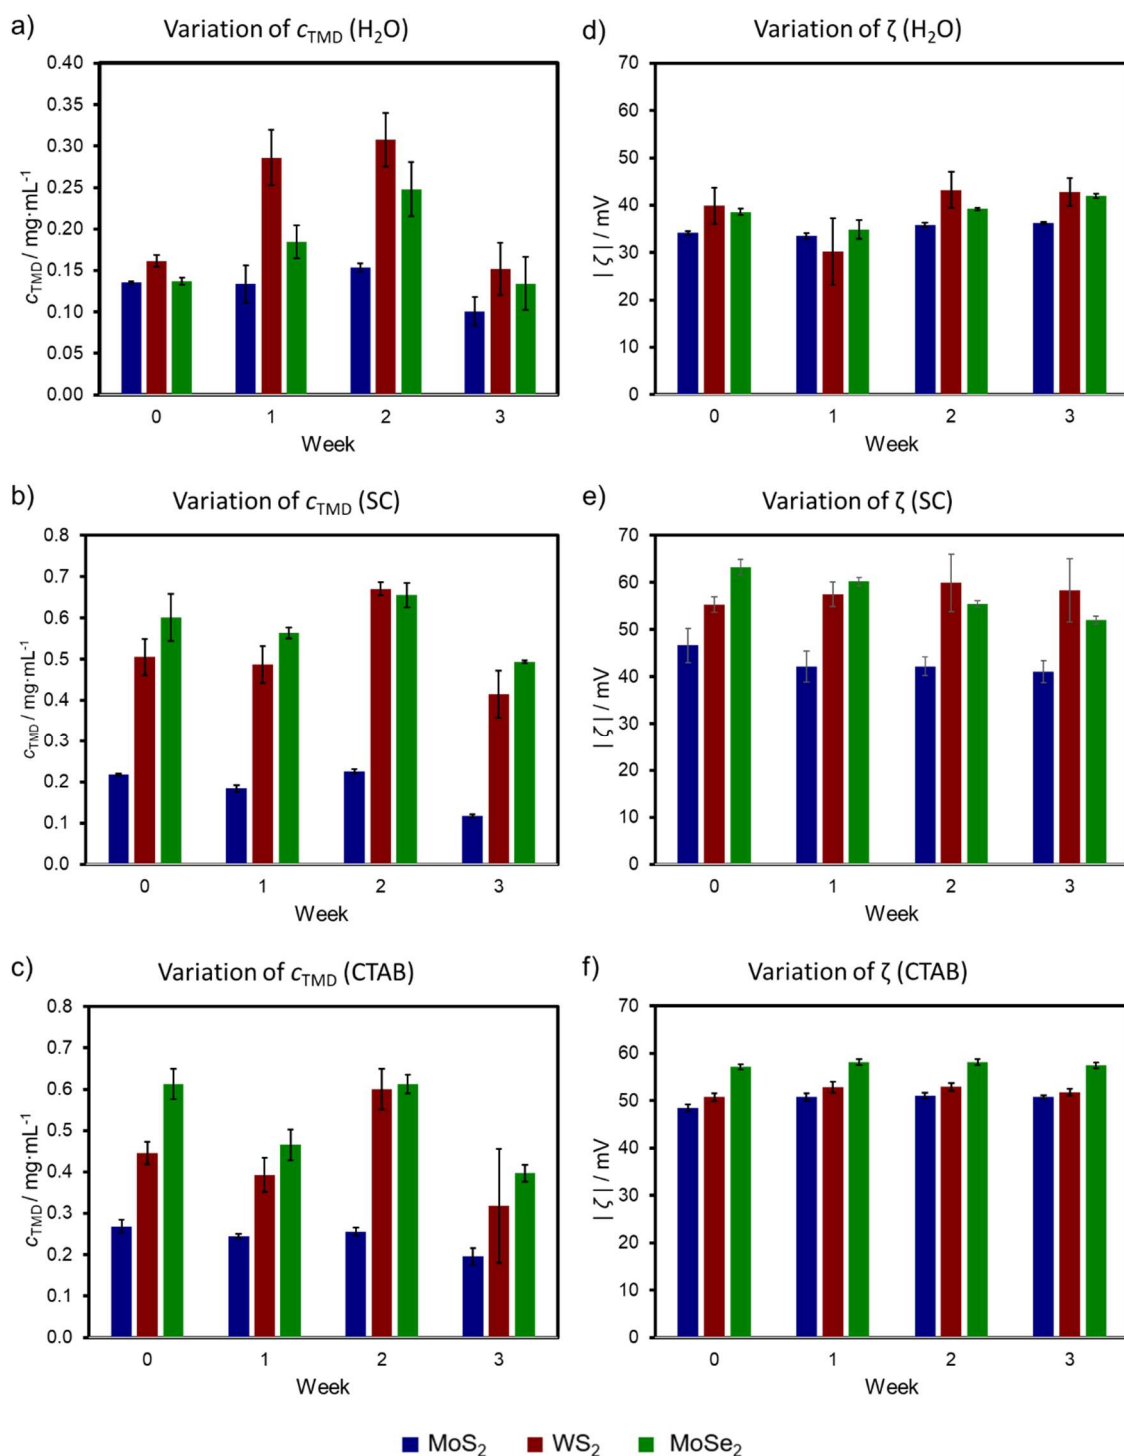 a)
Variation of c_TMD (H₂O)
0.40
0.35
0.30
0.25
0.20
0.15
0.10
0.05
0.00
c_TMD / mg·mL⁻¹
0 1 2 3
Week
d)
Variation of ζ (H₂O)
70
60
50
40
30
20
10
0
| ζ | / mV
0 1 2 3
Week
b)
Variation of c_TMD (SC)
0.8
0.7
0.6
0.5
0.4
0.3
0.2
0.1
0.0
c_TMD / mg·mL⁻¹
0 1 2 3
Week
e)
Variation of ζ (SC)
70
60
50
40
30
20
10
0
| ζ | / mV
0 1 2 3
Week
c)
Variation of c_TMD (CTAB)
0.8
0.7
0.6
0.5
0.4
0.3
0.2
0.1
0.0
c_TMD / mg·mL⁻¹
0 1 2 3
Week
f)
Variation of ζ (CTAB)
70
60
50
40
30
20
10
0
| ζ | / mV
0 1 2 3
Week
MoS₂ WS₂ MoSe₂